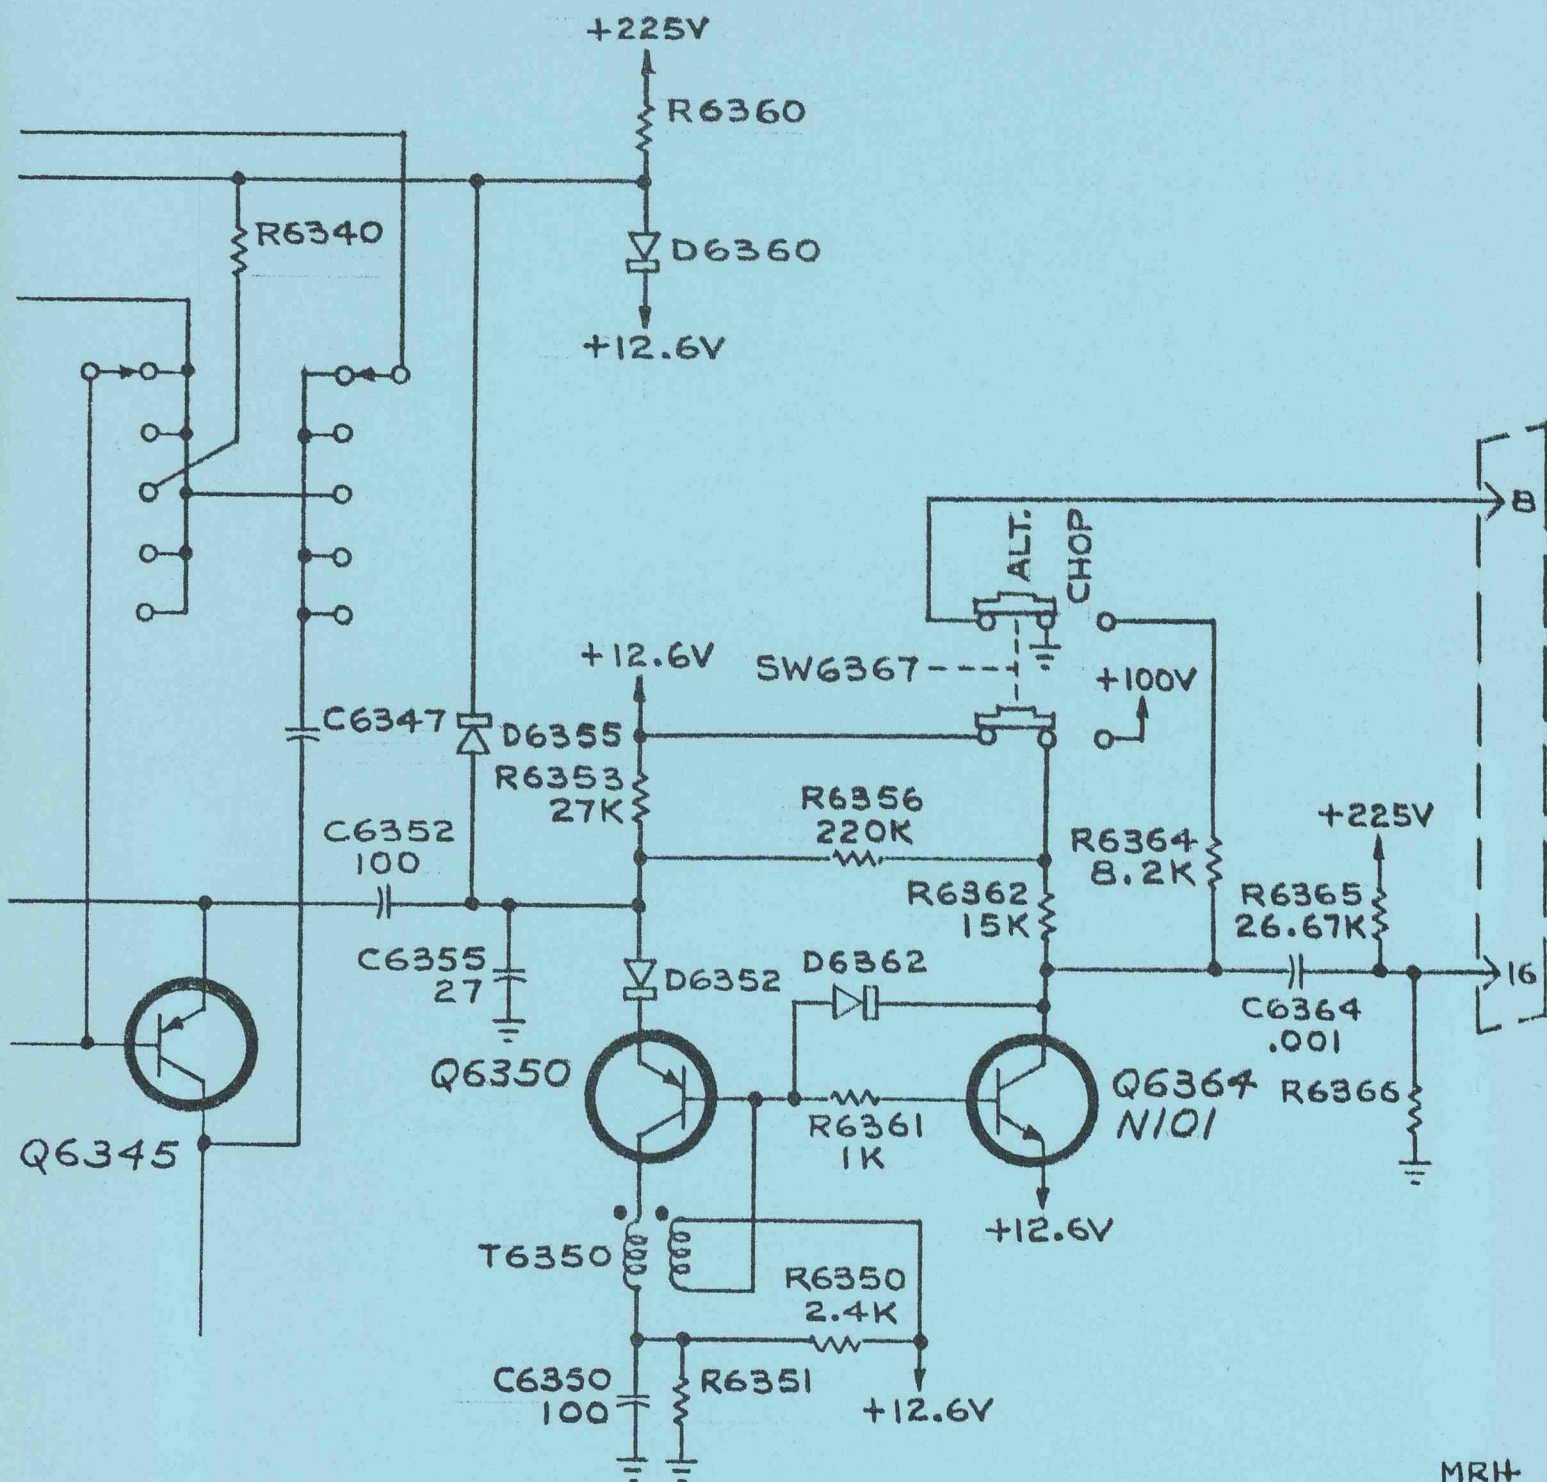 +225V
R6360
R6340
D6360
+12.6V
8
ALT.
CHOP
+12.6V
SW6367
+100V
C6347
D6355
R6353
27K
R6356
220K
+225V
C6352
100
R6364
8.2K
R6362
15K
R6365
26.67K
C6355
27
D6352
D6362
16
C6364
.001
Q6350
Q6364
N101
R6366
R6361
1K
Q6345
+12.6V
T6350
R6350
2.4K
C6350
100
R6351
+12.6V
MRH